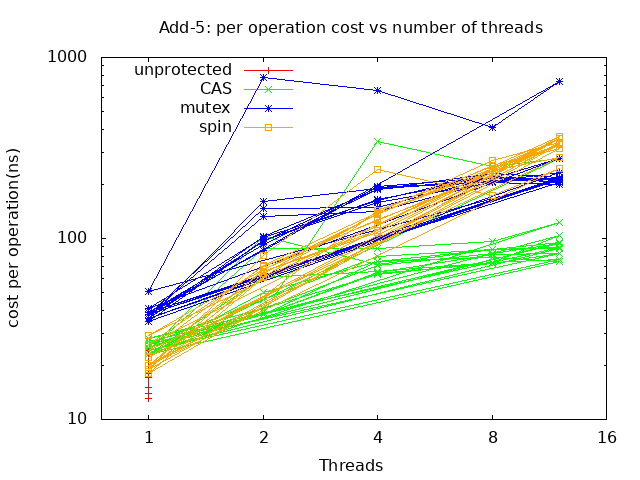 Add-5: per operation cost vs number of threads
1000
unprotected
CAS
mutex
spin
100
cost per operation(ns)
10
1 2 4 8 16
Threads